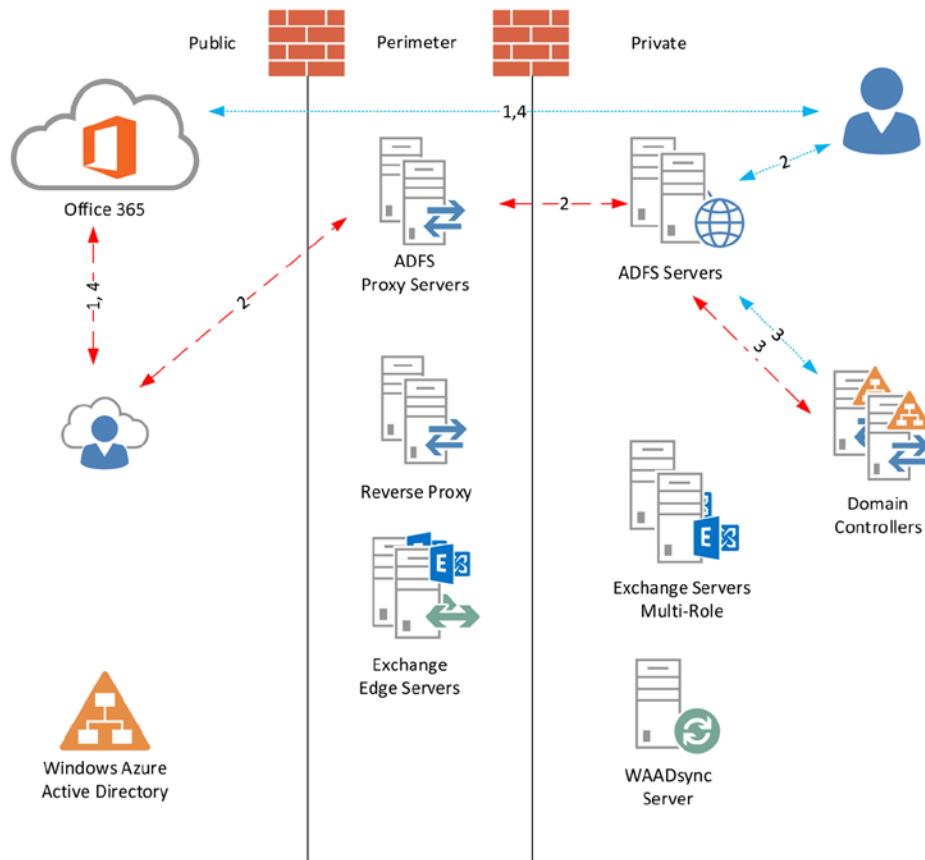 Public
Perimeter
Private
1,4
Office 365
2
2
ADFS
Proxy Servers
ADFS Servers
1, 4
2
3
3
Reverse Proxy
Domain
Controllers
E
E
Exchange Servers
Multi-Role
Exchange
Edge Servers
Windows Azure
Active Directory
WAADsync
Server